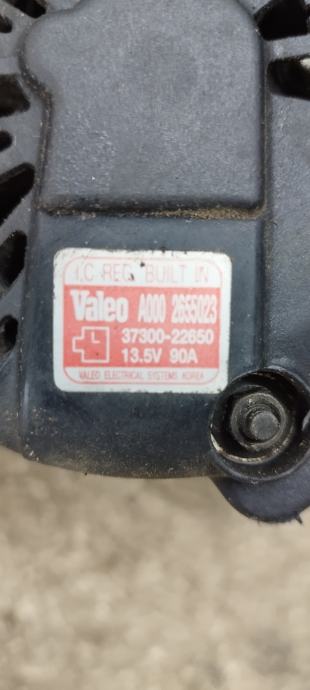 I.C REG. BUILT IN
Valeo A000 2655023
L
37300-22650
13.5V 90A
VALEO ELECTRICAL SYSTEMS KOREA